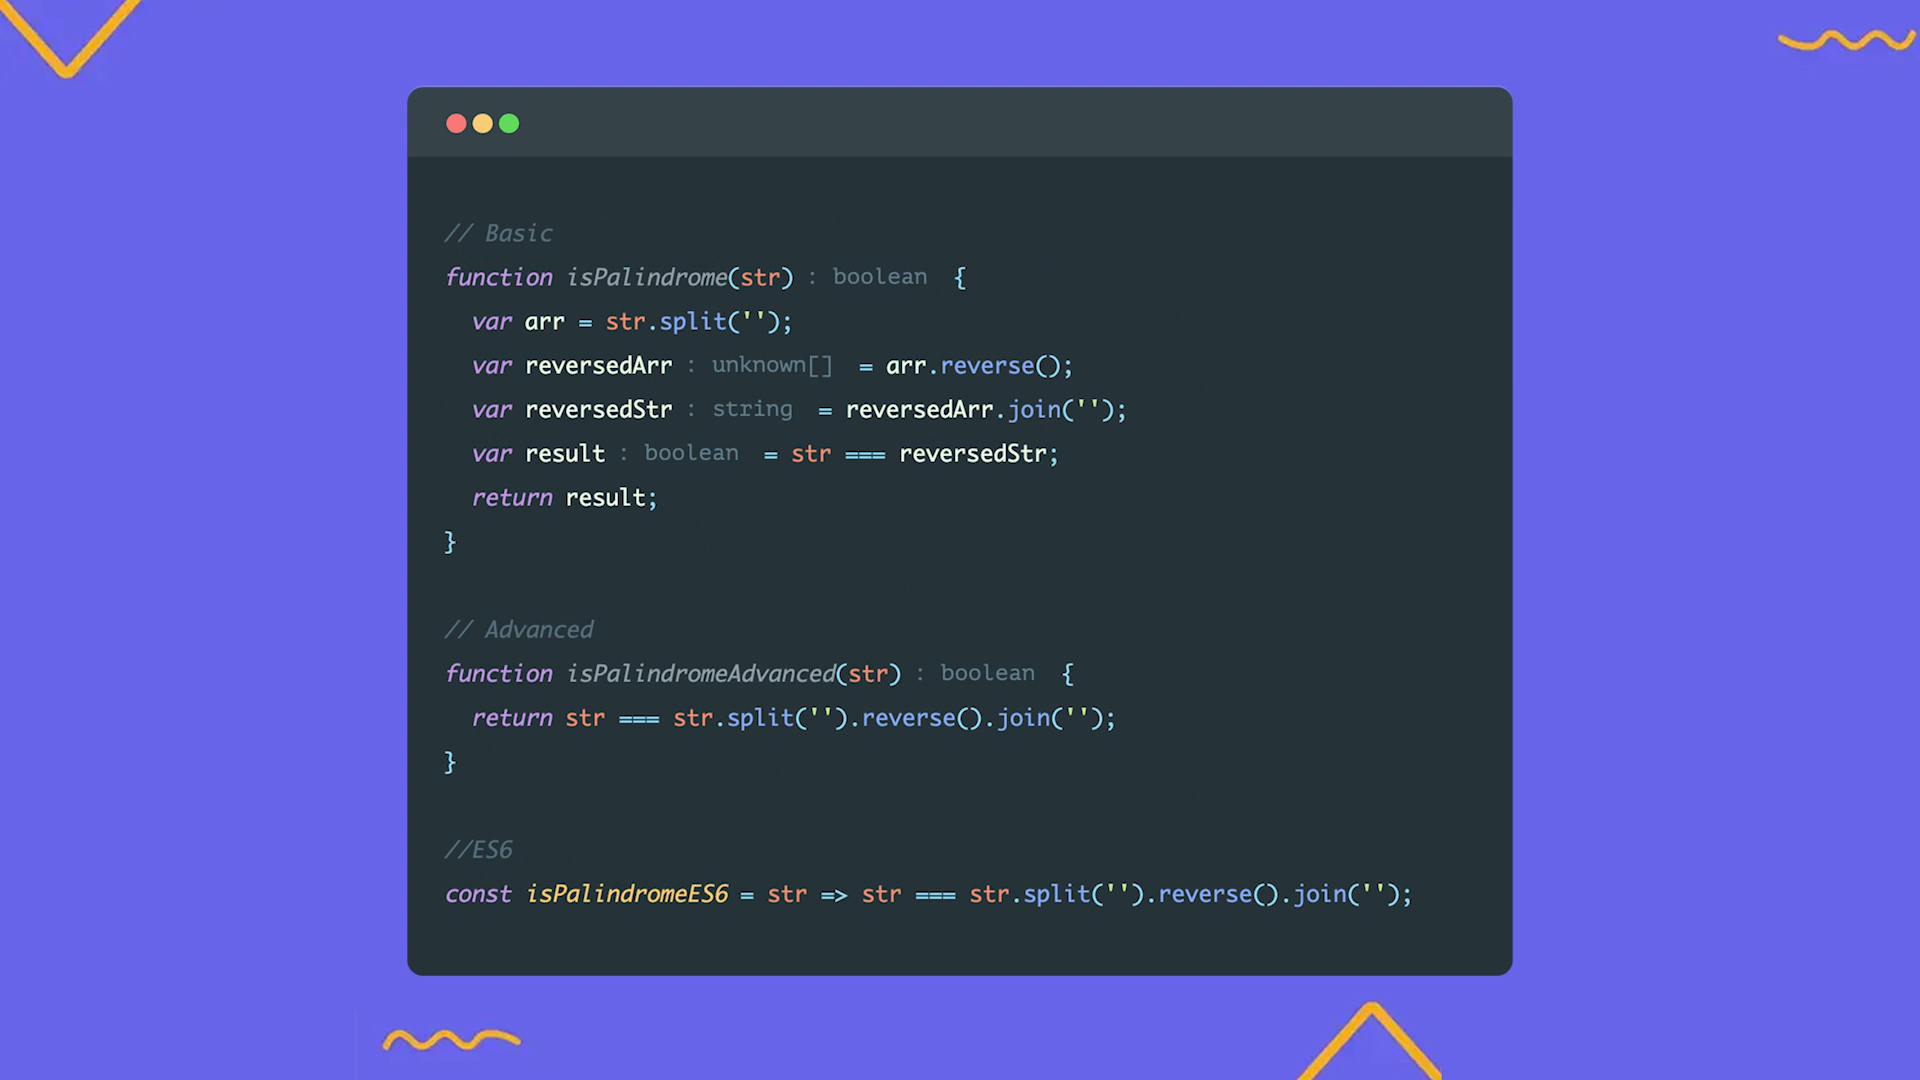 // Basic
function isPalindrome(str) : boolean {
  var arr = str.split('');
  var reversedArr : unknown[] = arr.reverse();
  var reversedStr : string = reversedArr.join('');
  var result : boolean = str === reversedStr;
  return result;
}
// Advanced
function isPalindromeAdvanced(str) : boolean {
  return str === str.split('').reverse().join('');
}
//ES6
const isPalindromeES6 = str => str === str.split('').reverse().join('');